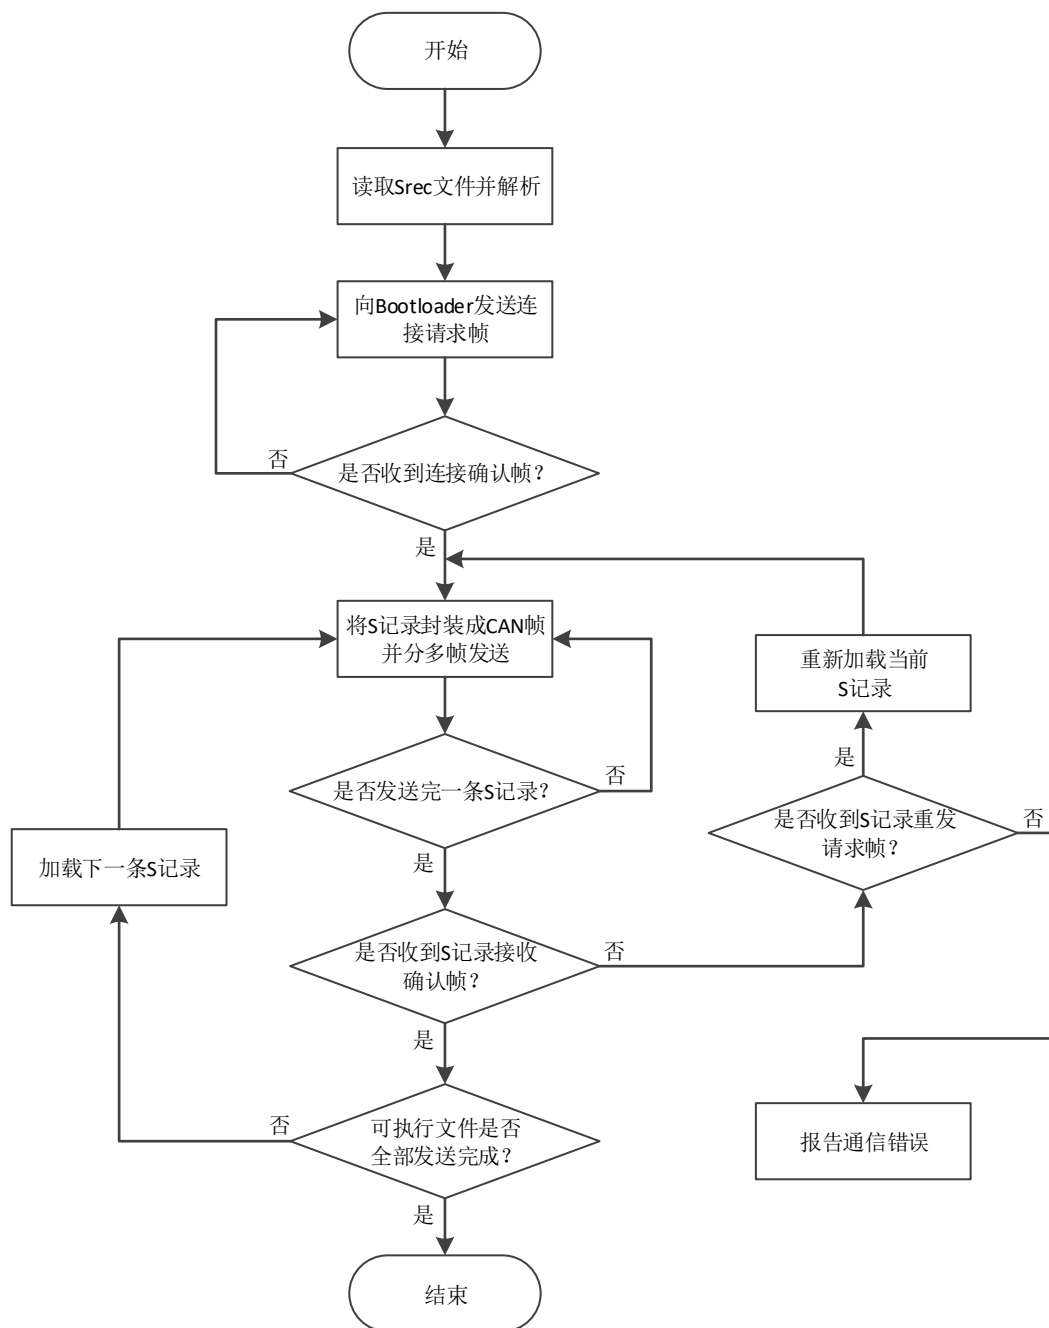 开始
读取Srec文件并解析
向Bootloader发送连
接请求帧
否
是否收到连接确认帧？
是
将S记录封装成CAN帧
并分多帧发送
重新加载当前
S记录
是
是否发送完一条S记录？
否
是否收到S记录重发
请求帧？
否
加载下一条S记录
是
是否收到S记录接收
确认帧？
否
是
否
可执行文件是否
全部发送完成？
报告通信错误
是
结束